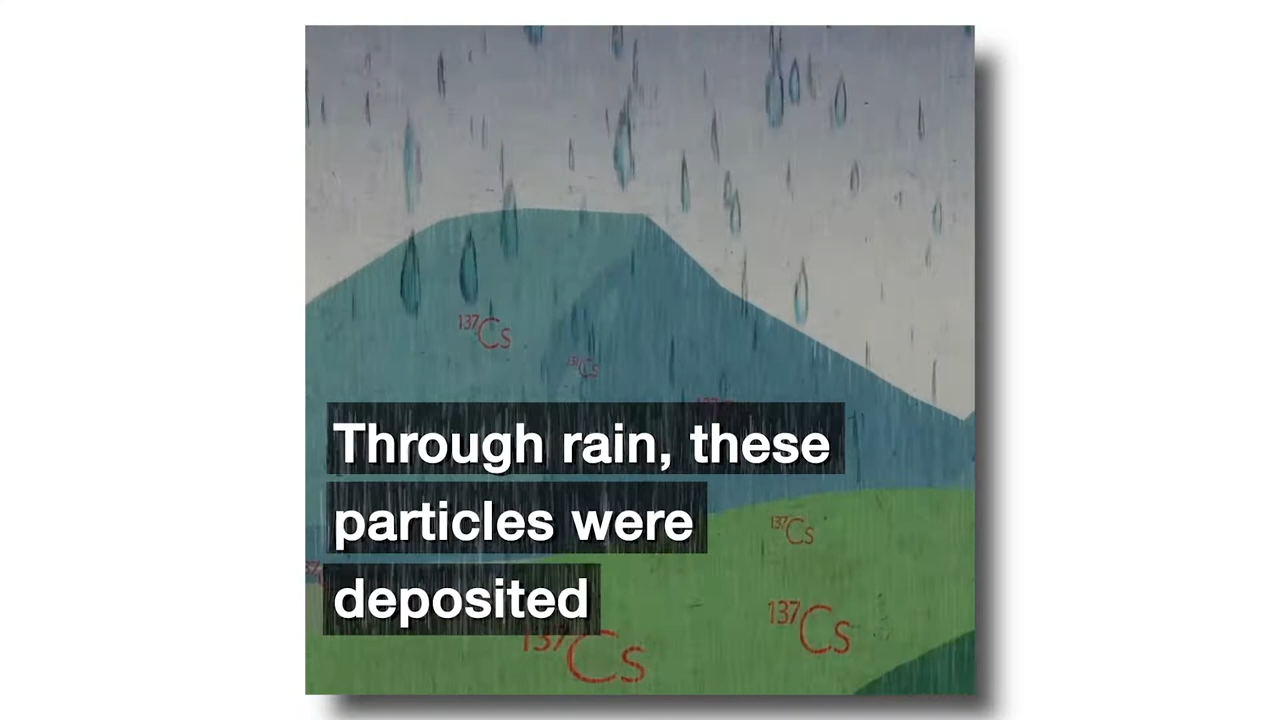 ¹³⁷Cs
¹³⁷Cs
Through rain, these
particles were
deposited
¹³⁷Cs
¹³⁷Cs
¹³⁷Cs